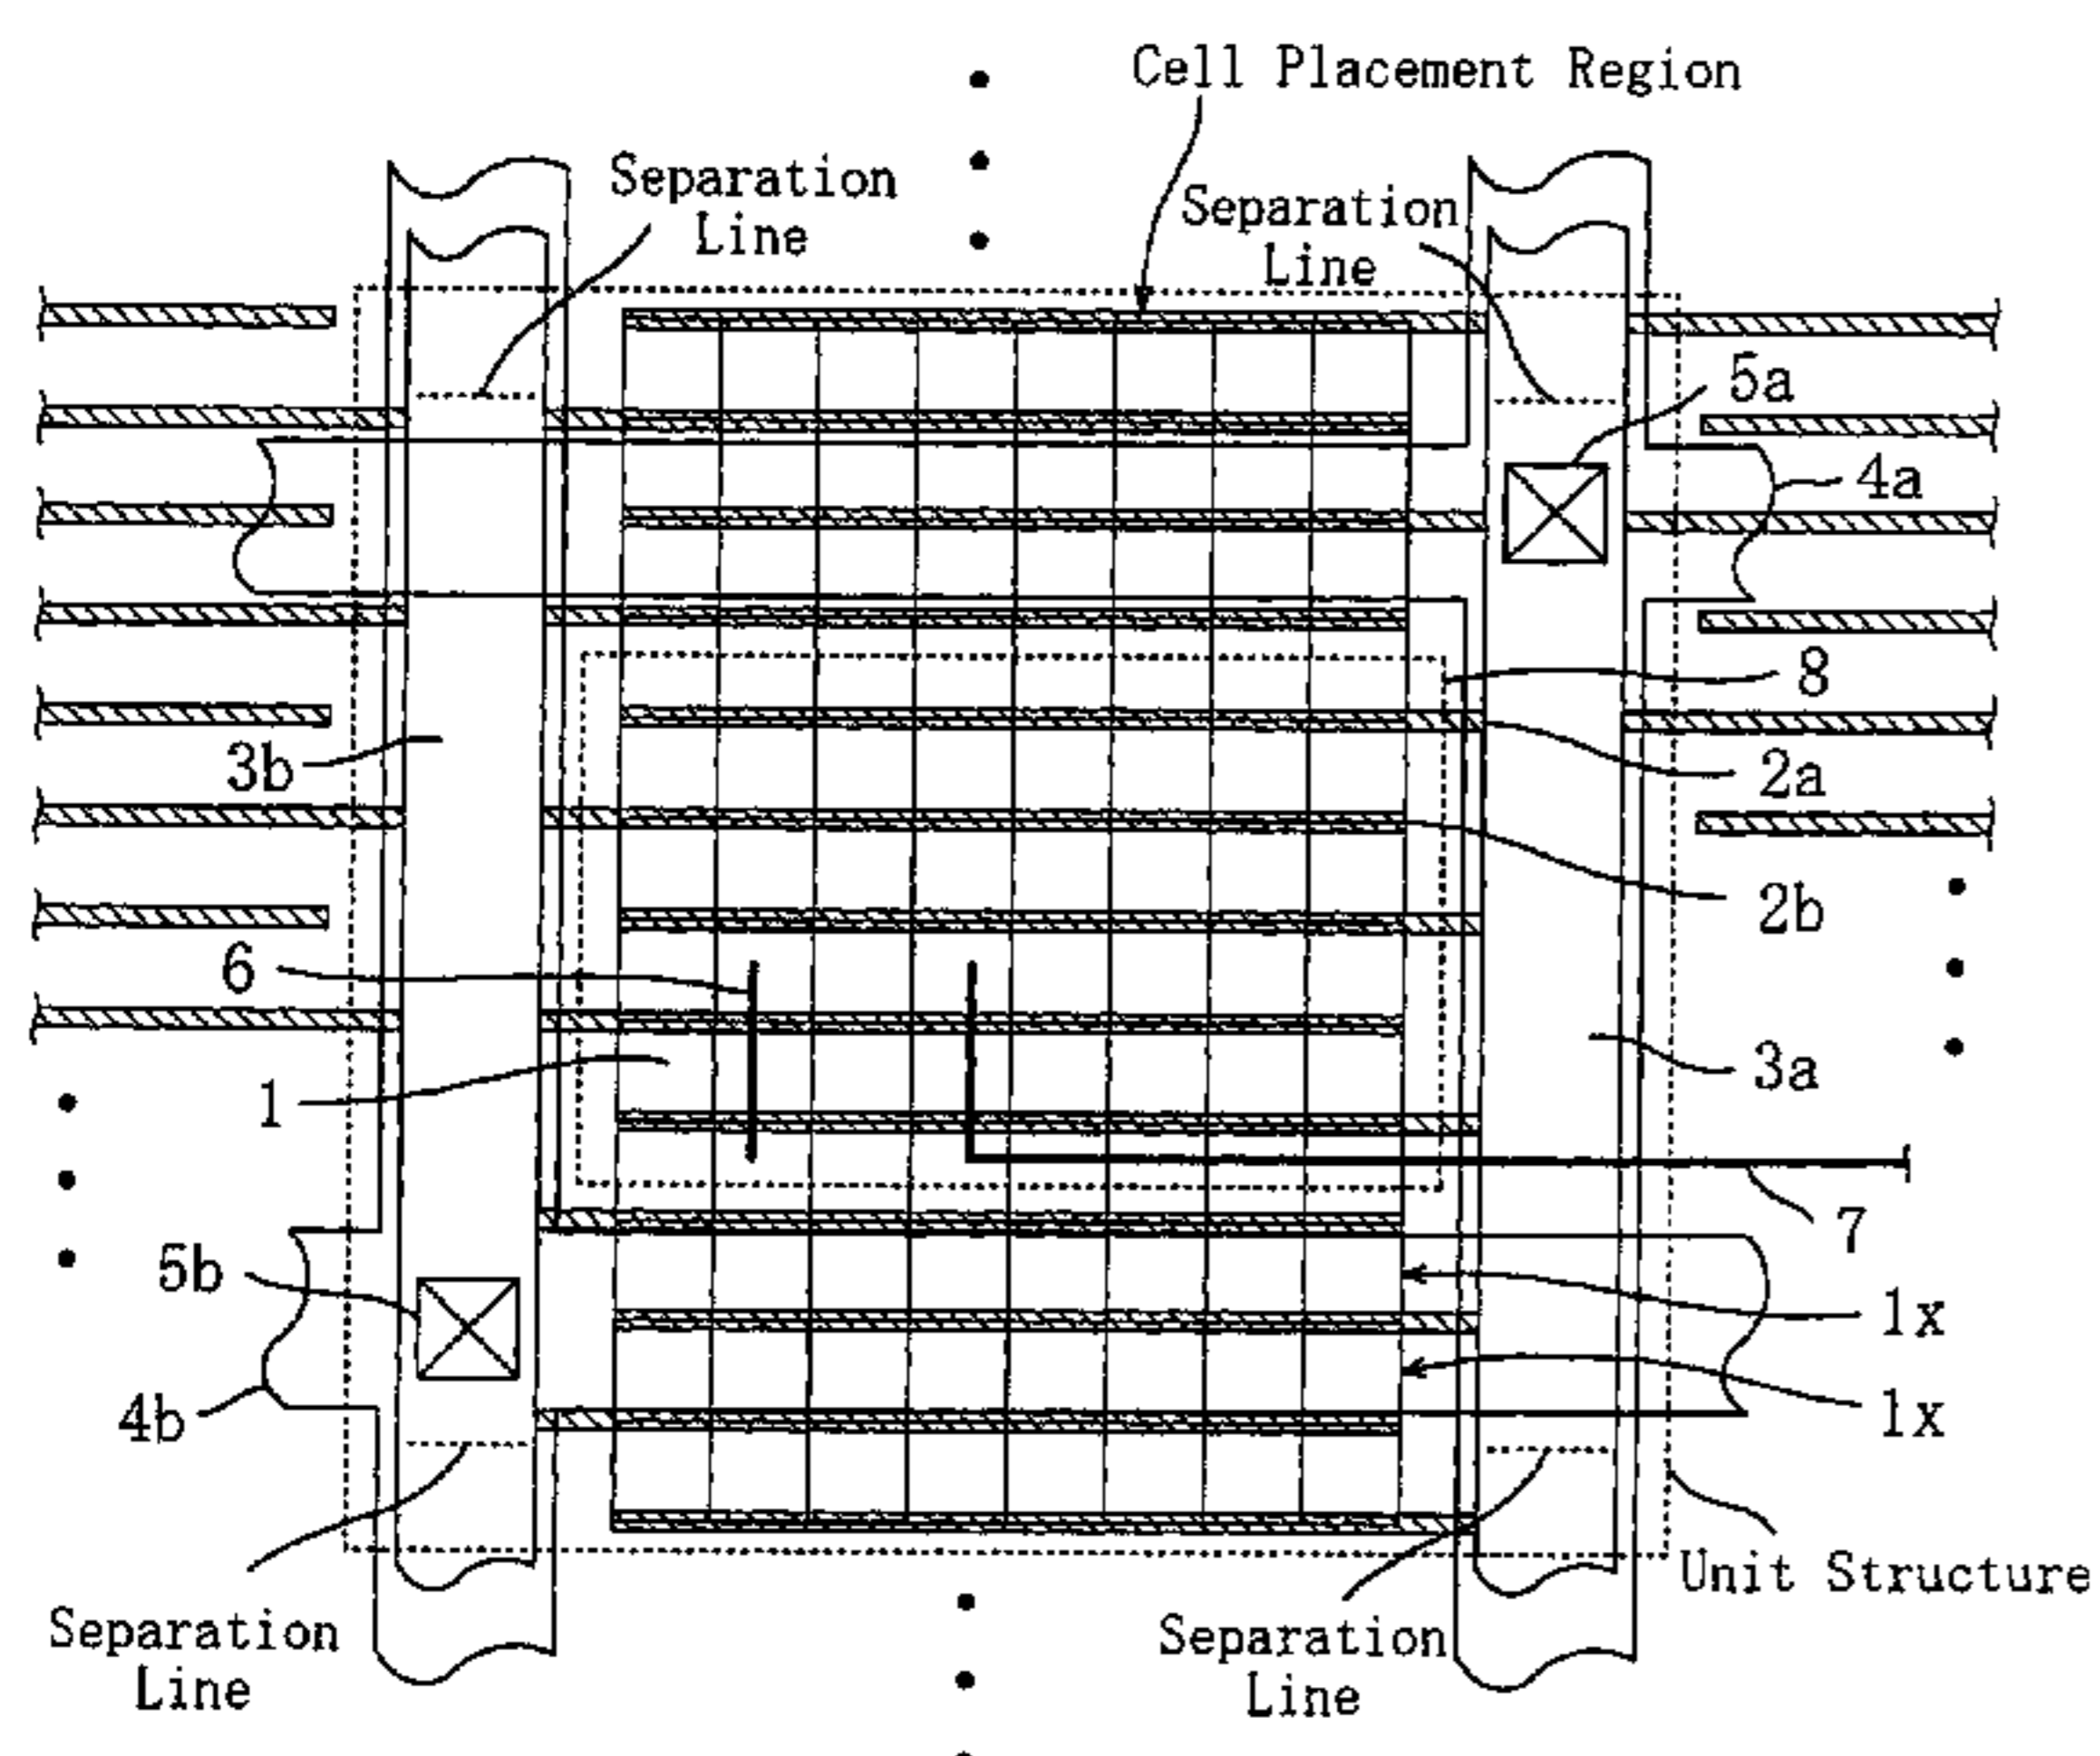 Cell Placement Region
Separation
Line
Separation
Line
5a
4a
8
3b
2a
2b
6
3a
1
7
5b
1x
4b
1x
Unit Structure
Separation
Line
Separation
Line